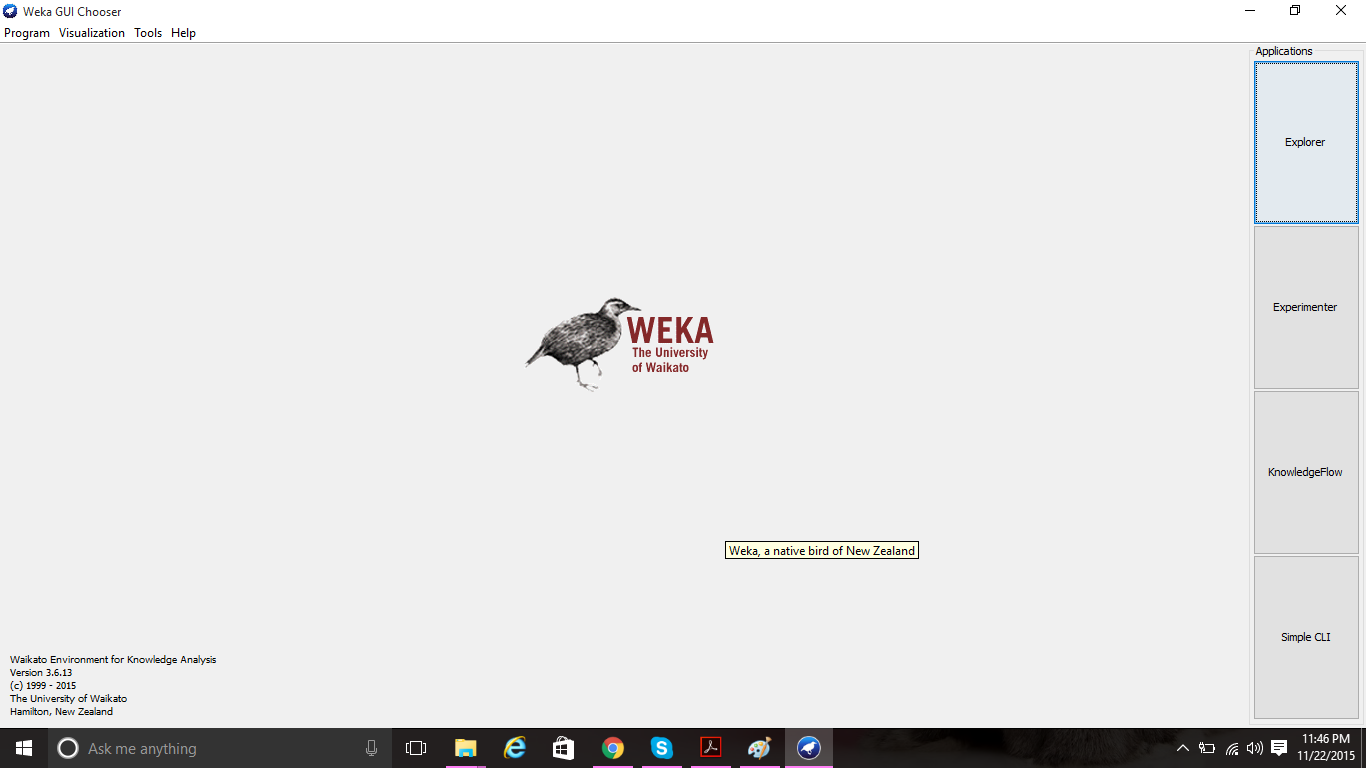 Weka GUI Chooser
Program Visualization Tools Help
Applications
Explorer
Experimenter
KnowledgeFlow
Simple CLI
WEKA
The University
of Waikato
Weka, a native bird of New Zealand
Waikato Environment for Knowledge Analysis
Version 3.6.13
(c) 1999 - 2015
The University of Waikato
Hamilton, New Zealand
Ask me anything
11:46 PM
11/22/2015